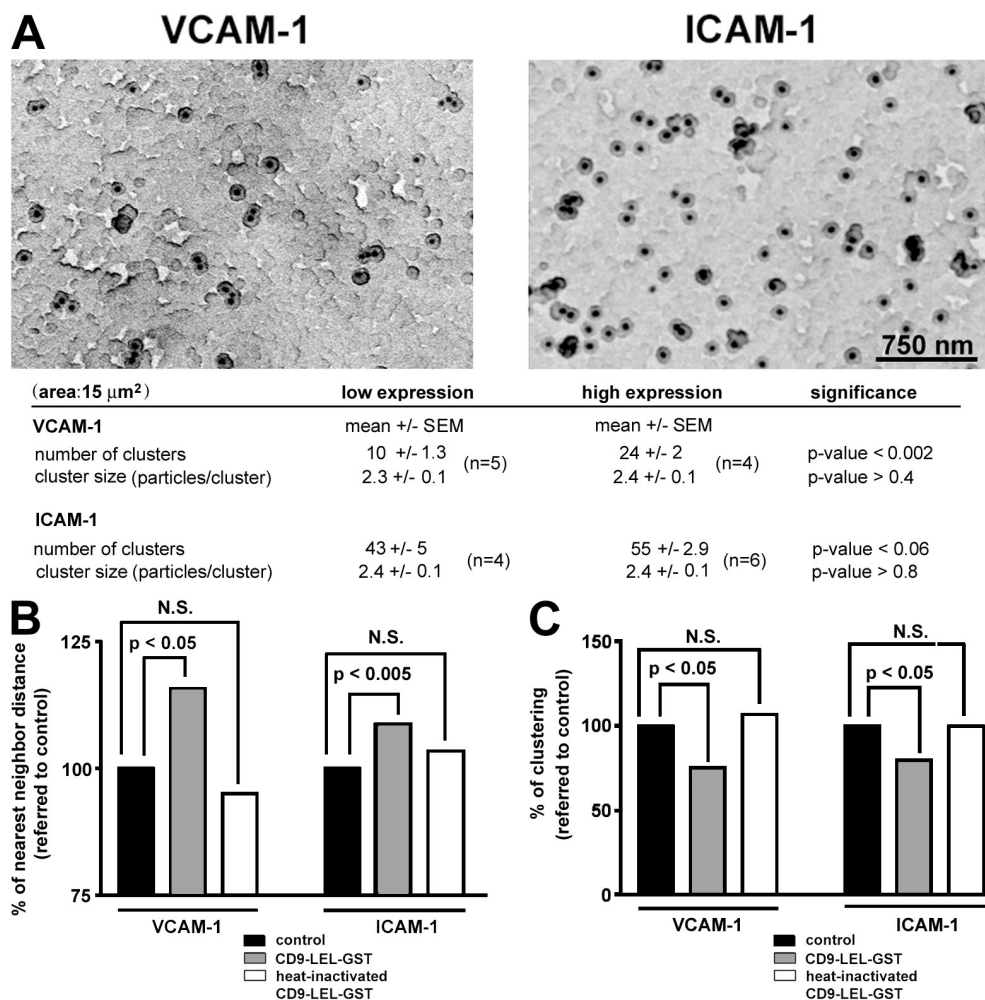 A
VCAM-1
ICAM-1
750 nm
(area:15 μm²) low expression high expression significance
VCAM-1 mean +/- SEM mean +/- SEM
number of clusters 10 +/- 1.3 (n=5) 24 +/- 2 (n=4) p-value < 0.002
cluster size (particles/cluster) 2.3 +/- 0.1 2.4 +/- 0.1 p-value > 0.4
ICAM-1
number of clusters 43 +/- 5 (n=4) 55 +/- 2.9 (n=6) p-value < 0.06
cluster size (particles/cluster) 2.4 +/- 0.1 2.4 +/- 0.1 p-value > 0.8
B
% of nearest neighbor distance
(referred to control)
125
100
75
N.S.
p < 0.05
N.S.
p < 0.005
VCAM-1
ICAM-1
control
CD9-LEL-GST
heat-inactivated
CD9-LEL-GST
C
% of clustering
(referred to control)
150
100
50
0
N.S.
p < 0.05
N.S.
p < 0.05
VCAM-1
ICAM-1
control
CD9-LEL-GST
heat-inactivated
CD9-LEL-GST